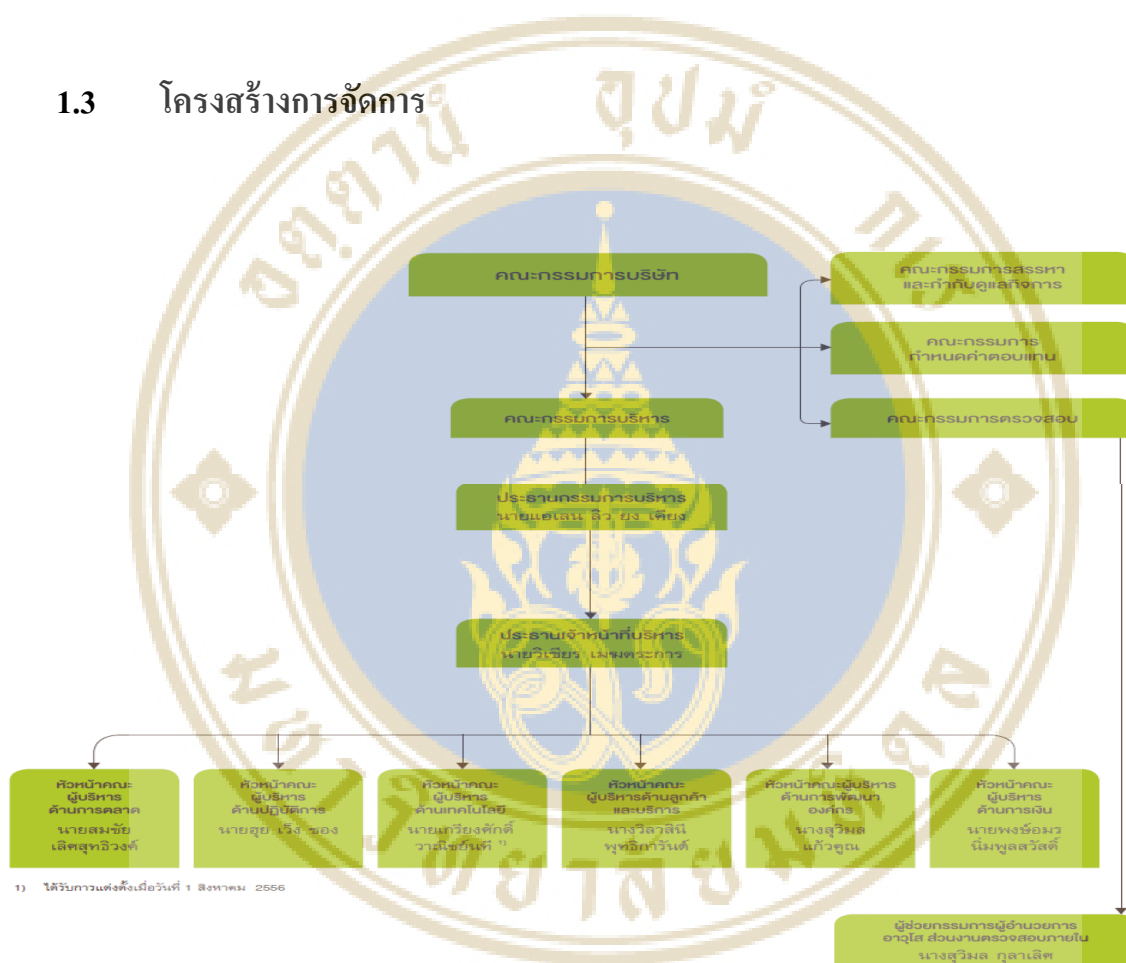 1.3 โครงสร้างการจัดการ
คณะกรรมการบริษัท
คณะกรรมการสรรหา
และกำกับดูแลกิจการ
คณะกรรมการ
กำหนดค่าตอบแทน
คณะกรรมการบริหาร
คณะกรรมการตรวจสอบ
ประธานกรรมการบริหาร
นายแอเลน ลิว ยง เคียง
ประธานเจ้าหน้าที่บริหาร
นายวิเชียร เมฆตระการ
หัวหน้าคณะ
ผู้บริหาร
ด้านการตลาด
นายสมชัย
เลิศสุทธิวงค์
หัวหน้าคณะ
ผู้บริหาร
ด้านปฏิบัติการ
นายฮุย เว็ง ชอง
หัวหน้าคณะ
ผู้บริหาร
ด้านเทคโนโลยี
นายเกรียงศักดิ์
วาณิชย์นที 1)
หัวหน้าคณะ
ผู้บริหารด้านลูกค้า
และบริการ
นางวิลาสินี
พุทธิการันต์
หัวหน้าคณะผู้บริหาร
ด้านการพัฒนา
องค์กร
นางสุวิมล
แก้วคูณ
หัวหน้าคณะ
ผู้บริหาร
ด้านการเงิน
นายพงษ์อมร
นิ่มพูลสวัสดิ์
1) ได้รับการแต่งตั้งเมื่อวันที่ 1 สิงหาคม 2556
ผู้ช่วยกรรมการผู้อำนวยการ
อาวุโส ส่วนงานตรวจสอบภายใน
นางสุวิมล กุลาเลิศ
อตฺตานํ อุปมํ กเร
มหาวิทยาลัยมหิดล